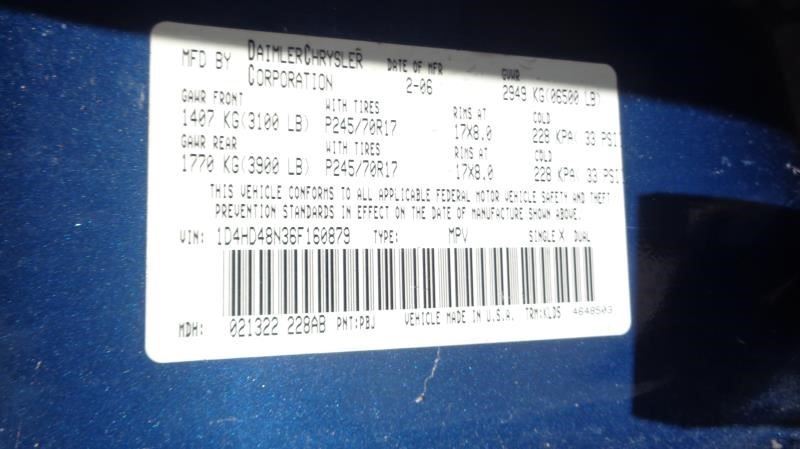 MFD BY DAIMLERCHRYSLER CORPORATION DATE OF MFR 2-06 GVWR 2949 KG(06500 LB)
GAWR FRONT WITH TIRES RIMS AT COLD
1407 KG(3100 LB) P245/70R17 17X8.0 228 KPA( 33 PSI)
GAWR REAR WITH TIRES RIMS AT COLD
1770 KG(3900 LB) P245/70R17 17X8.0 228 KPA( 33 PSI)
THIS VEHICLE CONFORMS TO ALL APPLICABLE FEDERAL MOTOR VEHICLE SAFETY AND THEFT
PREVENTION STANDARDS IN EFFECT ON THE DATE OF MANUFACTURE SHOWN ABOVE.
VIN: 1D4HD48N36F160879 TYPE: MPV SINGLE X DUAL
MDH: 021322 228AB PNT:PBJ VEHICLE MADE IN U.S.A. TRM:KLD5 4648503